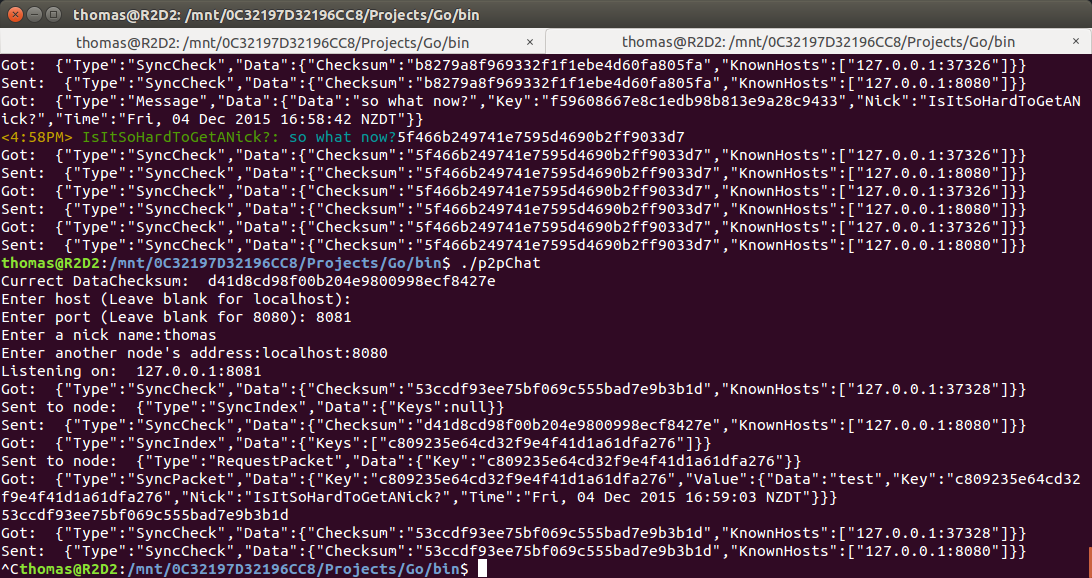 thomas@R2D2: /mnt/0C32197D32196CC8/Projects/Go/bin
thomas@R2D2: /mnt/0C32197D32196CC8/Projects/Go/bin × thomas@R2D2: /mnt/0C32197D32196CC8/Projects/Go/bin ×
Got:  {"Type":"SyncCheck","Data":{"Checksum":"b8279a8f969332f1f1ebe4d60fa805fa","KnownHosts":["127.0.0.1:37326"]}}
Sent:  {"Type":"SyncCheck","Data":{"Checksum":"b8279a8f969332f1f1ebe4d60fa805fa","KnownHosts":["127.0.0.1:8080"]}}
Got:  {"Type":"Message","Data":{"Data":"so what now?","Key":"f59608667e8c1edb98b813e9a28c9433","Nick":"IsItSoHardToGetAN
ick?","Time":"Fri, 04 Dec 2015 16:58:42 NZDT"}}
<4:58PM> IsItSoHardToGetANick?: so what now?5f466b249741e7595d4690b2ff9033d7
Got:  {"Type":"SyncCheck","Data":{"Checksum":"5f466b249741e7595d4690b2ff9033d7","KnownHosts":["127.0.0.1:37326"]}}
Sent:  {"Type":"SyncCheck","Data":{"Checksum":"5f466b249741e7595d4690b2ff9033d7","KnownHosts":["127.0.0.1:8080"]}}
Got:  {"Type":"SyncCheck","Data":{"Checksum":"5f466b249741e7595d4690b2ff9033d7","KnownHosts":["127.0.0.1:37326"]}}
Sent:  {"Type":"SyncCheck","Data":{"Checksum":"5f466b249741e7595d4690b2ff9033d7","KnownHosts":["127.0.0.1:8080"]}}
Got:  {"Type":"SyncCheck","Data":{"Checksum":"5f466b249741e7595d4690b2ff9033d7","KnownHosts":["127.0.0.1:37326"]}}
Sent:  {"Type":"SyncCheck","Data":{"Checksum":"5f466b249741e7595d4690b2ff9033d7","KnownHosts":["127.0.0.1:8080"]}}
thomas@R2D2:/mnt/0C32197D32196CC8/Projects/Go/bin$ ./p2pChat
Currect DataChecksum:  d41d8cd98f00b204e9800998ecf8427e
Enter host (Leave blank for localhost):
Enter port (Leave blank for 8080): 8081
Enter a nick name:thomas
Enter another node's address:localhost:8080
Listening on:  127.0.0.1:8081
Got:  {"Type":"SyncCheck","Data":{"Checksum":"53ccdf93ee75bf069c555bad7e9b3b1d","KnownHosts":["127.0.0.1:37328"]}}
Sent to node:  {"Type":"SyncIndex","Data":{"Keys":null}}
Sent:  {"Type":"SyncCheck","Data":{"Checksum":"d41d8cd98f00b204e9800998ecf8427e","KnownHosts":["127.0.0.1:8080"]}}
Got:  {"Type":"SyncIndex","Data":{"Keys":["c809235e64cd32f9e4f41d1a61dfa276"]}}
Sent to node:  {"Type":"RequestPacket","Data":{"Key":"c809235e64cd32f9e4f41d1a61dfa276"}}
Got:  {"Type":"SyncPacket","Data":{"Key":"c809235e64cd32f9e4f41d1a61dfa276","Value":{"Data":"test","Key":"c809235e64cd32
f9e4f41d1a61dfa276","Nick":"IsItSoHardToGetANick?","Time":"Fri, 04 Dec 2015 16:59:03 NZDT"}}}
53ccdf93ee75bf069c555bad7e9b3b1d
Got:  {"Type":"SyncCheck","Data":{"Checksum":"53ccdf93ee75bf069c555bad7e9b3b1d","KnownHosts":["127.0.0.1:37328"]}}
Sent:  {"Type":"SyncCheck","Data":{"Checksum":"53ccdf93ee75bf069c555bad7e9b3b1d","KnownHosts":["127.0.0.1:8080"]}}
^Cthomas@R2D2:/mnt/0C32197D32196CC8/Projects/Go/bin$